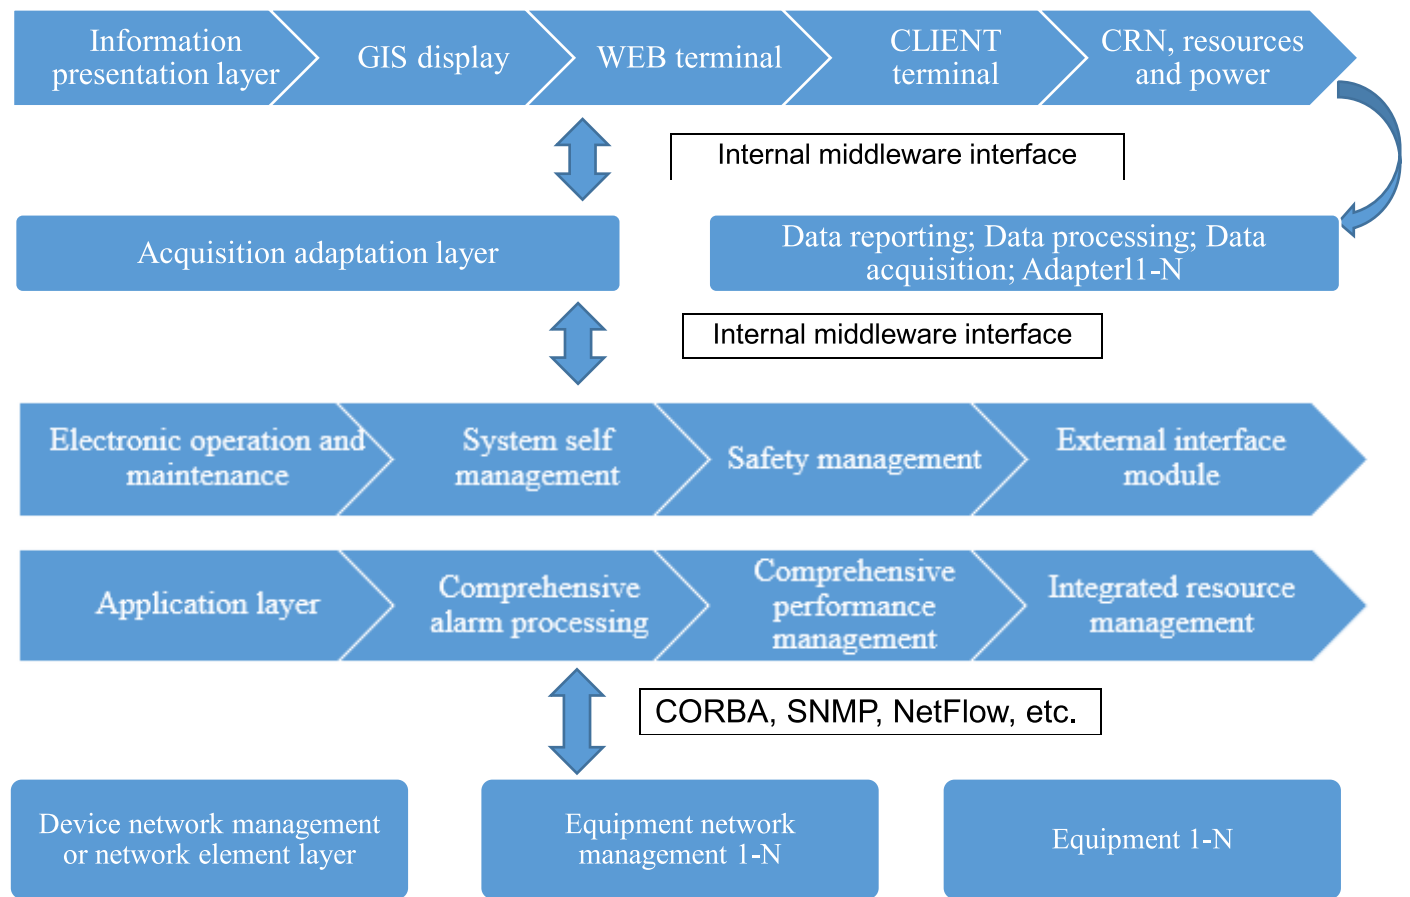 Information
presentation layer
GIS display
WEB terminal
CLIENT
terminal
CRN, resources
and power
Internal middleware interface
Acquisition adaptation layer
Data reporting; Data processing; Data
acquisition; Adapterl1-N
Internal middleware interface
Electronic operation and
maintenance
System self
management
Safety management
External interface
module
Application layer
Comprehensive
alarm processing
Comprehensive
performance
management
Integrated resource
management
CORBA, SNMP, NetFlow, etc.
Device network management
or network element layer
Equipment network
management 1-N
Equipment 1-N